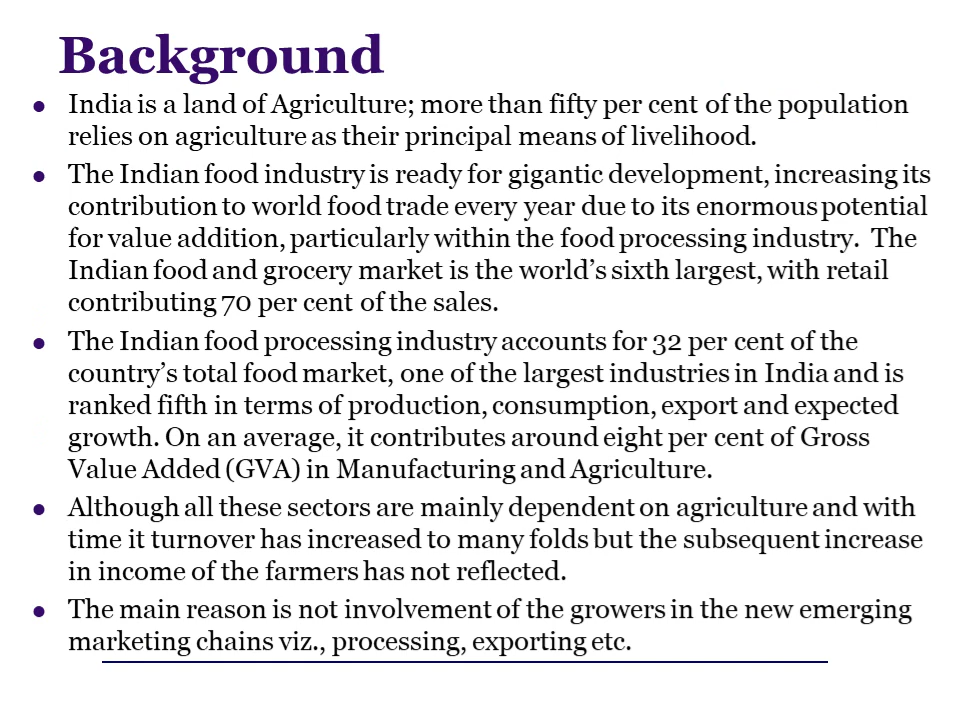 Background
● India is a land of Agriculture; more than fifty per cent of the population
relies on agriculture as their principal means of livelihood.
● The Indian food industry is ready for gigantic development, increasing its
contribution to world food trade every year due to its enormous potential
for value addition, particularly within the food processing industry.  The
Indian food and grocery market is the world’s sixth largest, with retail
contributing 70 per cent of the sales.
● The Indian food processing industry accounts for 32 per cent of the
country’s total food market, one of the largest industries in India and is
ranked fifth in terms of production, consumption, export and expected
growth. On an average, it contributes around eight per cent of Gross
Value Added (GVA) in Manufacturing and Agriculture.
● Although all these sectors are mainly dependent on agriculture and with
time it turnover has increased to many folds but the subsequent increase
in income of the farmers has not reflected.
● The main reason is not involvement of the growers in the new emerging
marketing chains viz., processing, exporting etc.